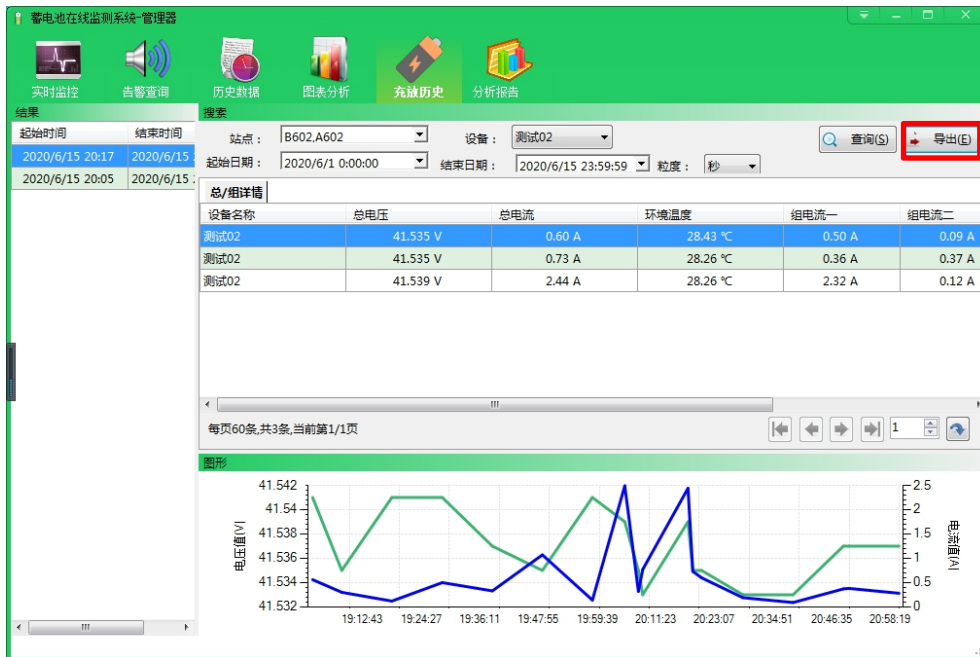 蓄电池在线监测系统-管理器
实时监控 告警查询 历史数据 图表分析 充放历史 分析报告
结果
起始时间 结束时间
2020/6/15 20:17 2020/6/15
2020/6/15 20:05 2020/6/15
搜索
站点： B602,A602 设备： 测试02 查询(S) 导出(E)
起始日期： 2020/6/1 0:00:00 结束日期： 2020/6/15 23:59:59 粒度： 秒
总/组详情
设备名称 总电压 总电流 环境温度 组电流一 组电流二
测试02 41.535 V 0.60 A 28.43 ℃ 0.50 A 0.09 A
测试02 41.535 V 0.73 A 28.26 ℃ 0.36 A 0.37 A
测试02 41.539 V 2.44 A 28.26 ℃ 2.32 A 0.12 A
每页60条,共3条,当前第1/1页 1
图形
41.542 2.5
41.54 2
41.538 1.5
41.536 1
41.534 0.5
41.532 0
电压值(V)
电流值(A)
19:12:43 19:24:27 19:36:11 19:47:55 19:59:39 20:11:23 20:23:07 20:34:51 20:46:35 20:58:19